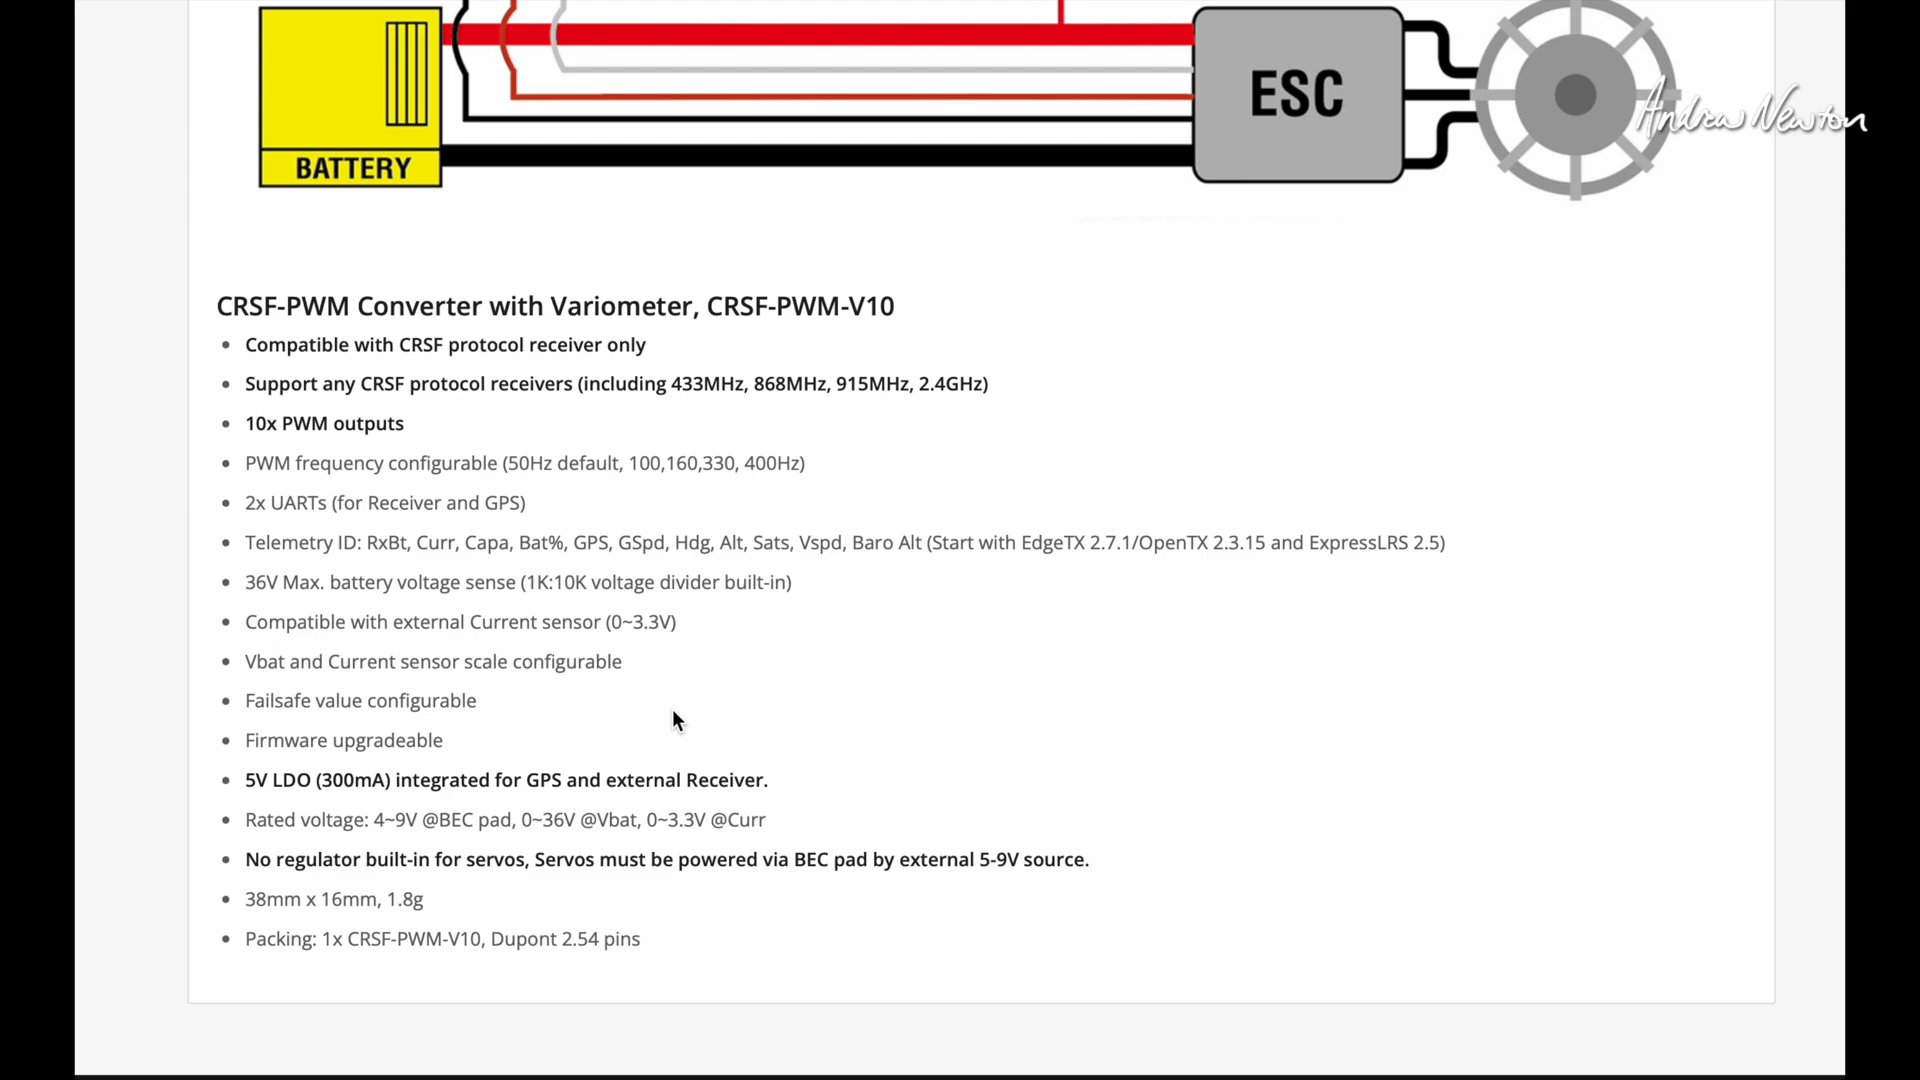 ESC
Andrew Newton
BATTERY
CRSF-PWM Converter with Variometer, CRSF-PWM-V10
Compatible with CRSF protocol receiver only
Support any CRSF protocol receivers (including 433MHz, 868MHz, 915MHz, 2.4GHz)
10x PWM outputs
PWM frequency configurable (50Hz default, 100,160,330, 400Hz)
2x UARTs (for Receiver and GPS)
Telemetry ID: RxBt, Curr, Capa, Bat%, GPS, GSpd, Hdg, Alt, Sats, Vspd, Baro Alt (Start with EdgeTX 2.7.1/OpenTX 2.3.15 and ExpressLRS 2.5)
36V Max. battery voltage sense (1K:10K voltage divider built-in)
Compatible with external Current sensor (0~3.3V)
Vbat and Current sensor scale configurable
Failsafe value configurable
Firmware upgradeable
5V LDO (300mA) integrated for GPS and external Receiver.
Rated voltage: 4~9V @BEC pad, 0~36V @Vbat, 0~3.3V @Curr
No regulator built-in for servos, Servos must be powered via BEC pad by external 5-9V source.
38mm x 16mm, 1.8g
Packing: 1x CRSF-PWM-V10, Dupont 2.54 pins